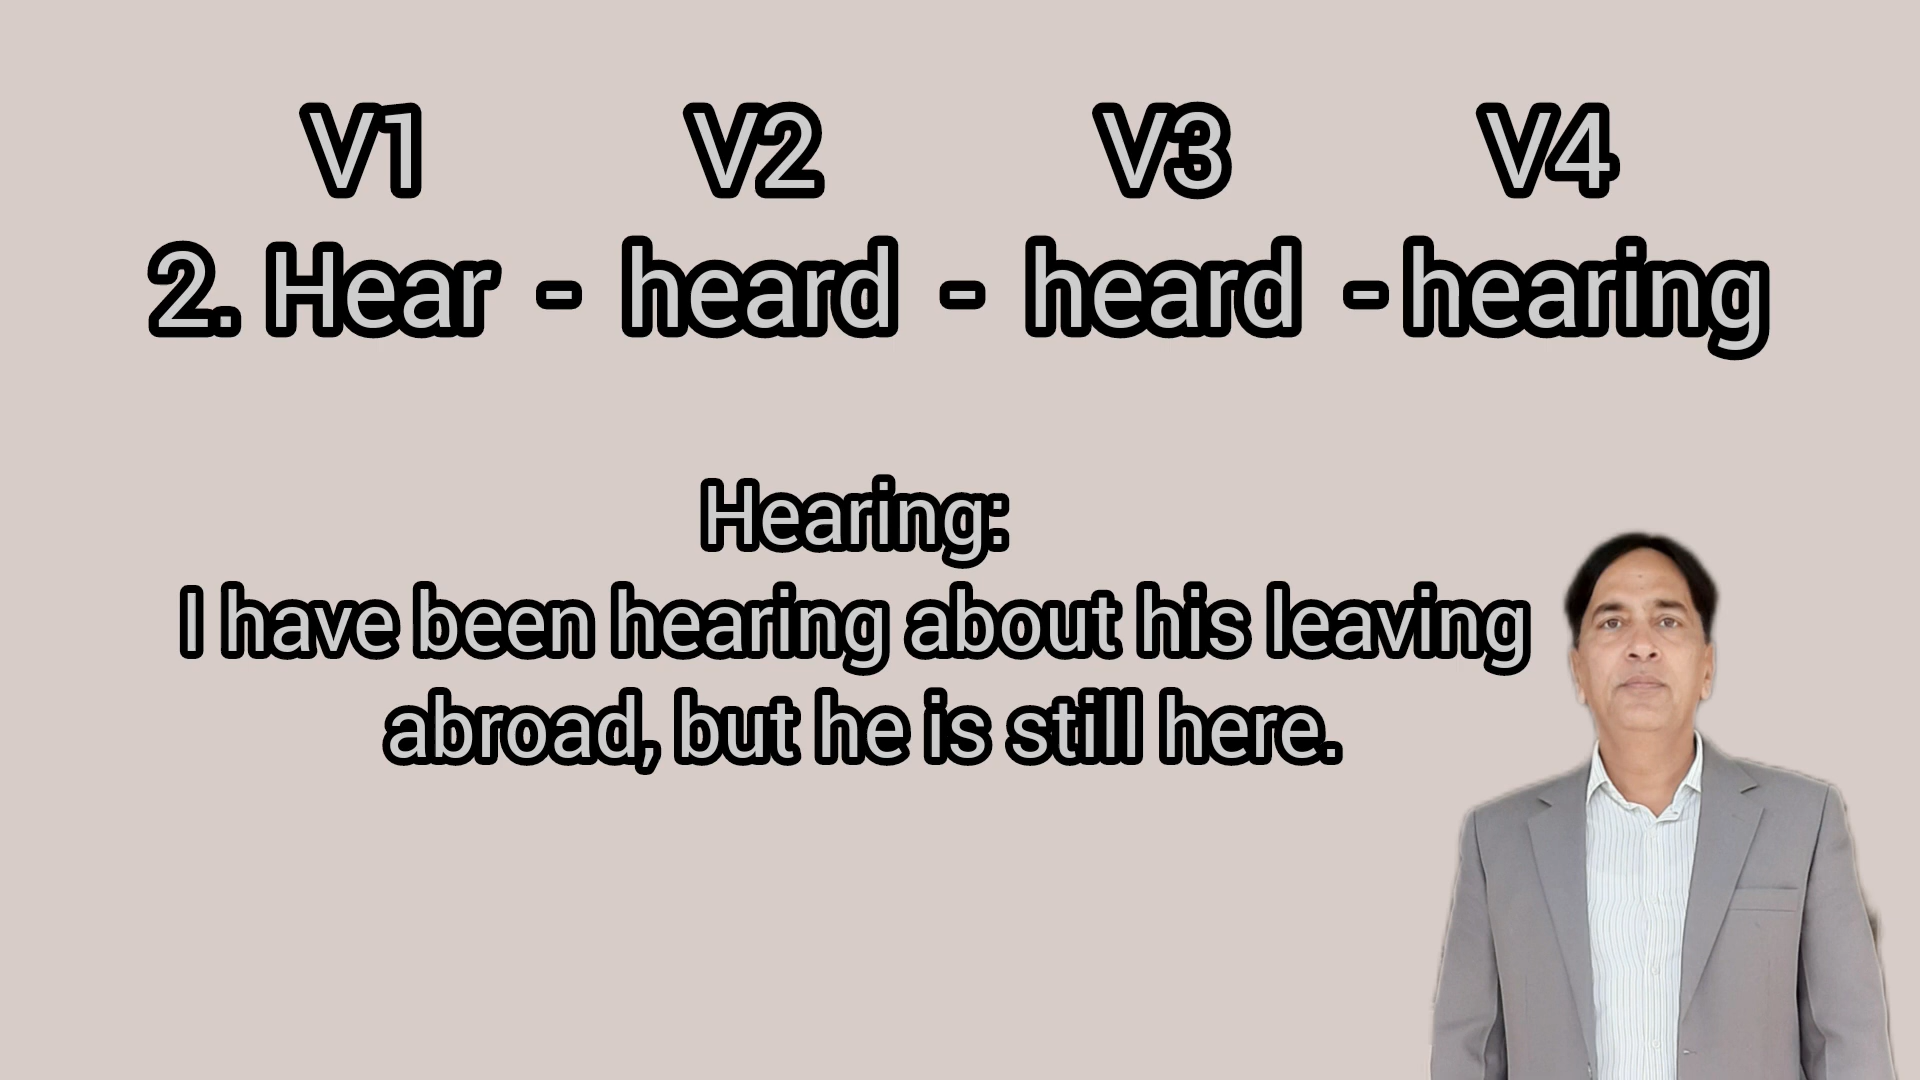 V1 V2 V3 V4
2. Hear - heard - heard - hearing
Hearing:
I have been hearing about his leaving
abroad, but he is still here.